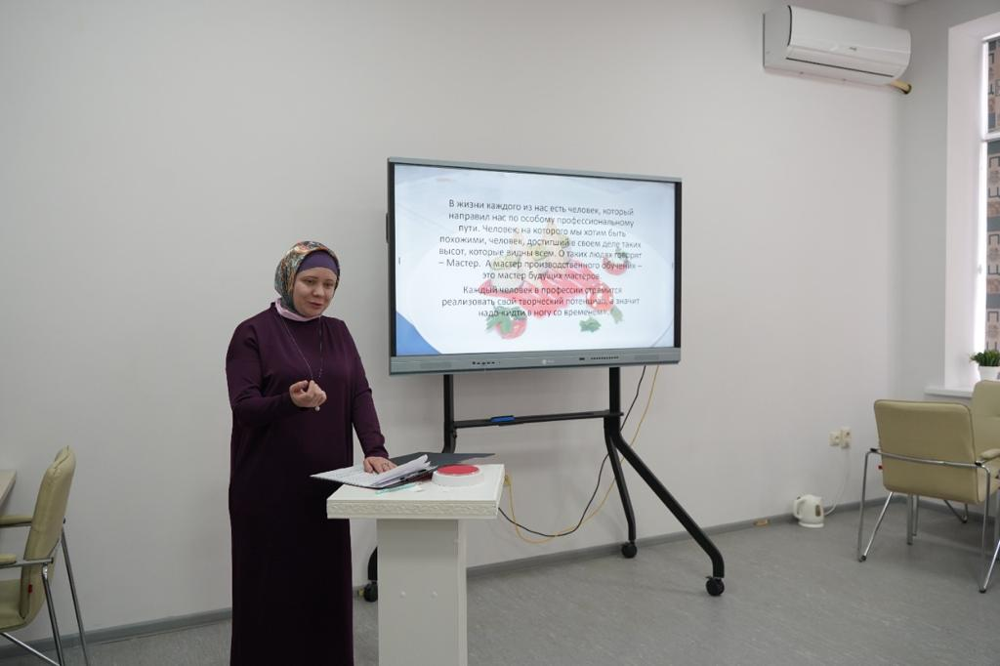 В жизни каждого из нас есть человек, который
направил нас по особому профессиональному
пути. Человек, на которого мы хотим быть
похожими, человек, достигший в своем деле таких
высот, которые видны всем. О таких людях говорят
– Мастер. А мастер производственного обучения –
это мастер будущих мастеров.
Каждый человек в профессии стремится
реализовать свой творческий потенциал, а значит
надо «идти в ногу со временем».